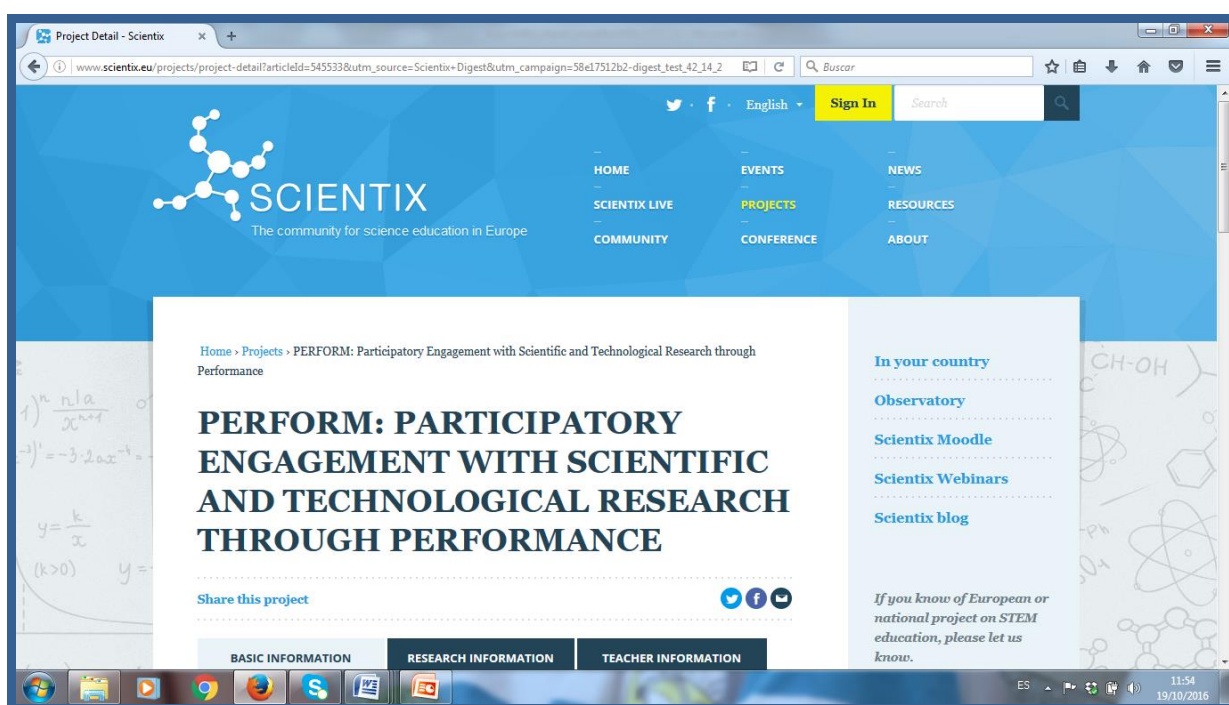 Project Detail - Scientix
www.scientix.eu/projects/project-detail?articleId=545533&utm_source=Scientix+Digest&utm_campaign=58e17512b2-digest_test_42_14_2
Buscar
English
Sign In
Search
SCIENTIX
The community for science education in Europe
HOME EVENTS NEWS
SCIENTIX LIVE PROJECTS RESOURCES
COMMUNITY CONFERENCE ABOUT
Home › Projects › PERFORM: Participatory Engagement with Scientific and Technological Research through
Performance
PERFORM: PARTICIPATORY
ENGAGEMENT WITH SCIENTIFIC
AND TECHNOLOGICAL RESEARCH
THROUGH PERFORMANCE
Share this project
BASIC INFORMATION RESEARCH INFORMATION TEACHER INFORMATION
In your country
Observatory
Scientix Moodle
Scientix Webinars
Scientix blog
If you know of European or
national project on STEM
education, please let us
know.
CH-OH
(k>0)
ES
11:54
19/10/2016